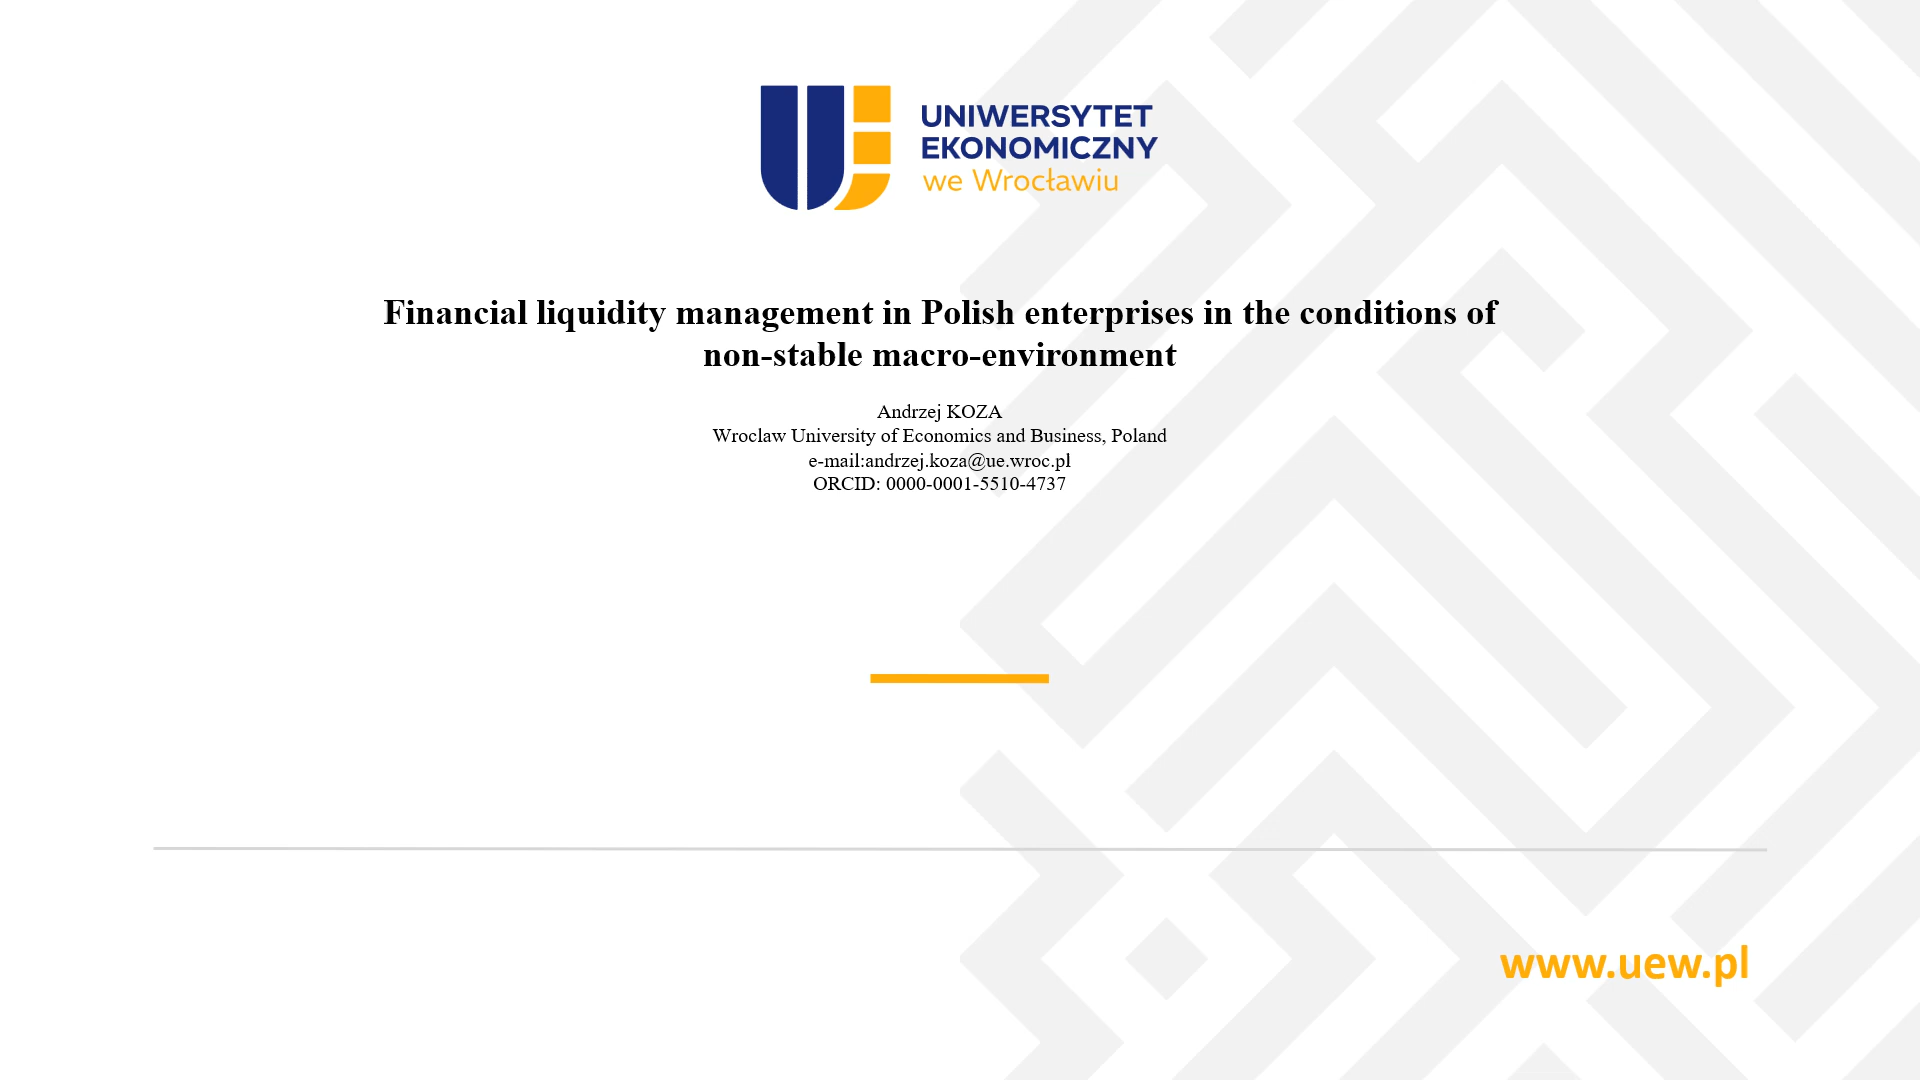 UNIWERSYTET
EKONOMICZNY
we Wrocławiu
Financial liquidity management in Polish enterprises in the conditions of
non-stable macro-environment
Andrzej KOZA
Wroclaw University of Economics and Business, Poland
e-mail:andrzej.koza@ue.wroc.pl
ORCID: 0000-0001-5510-4737
www.uew.pl